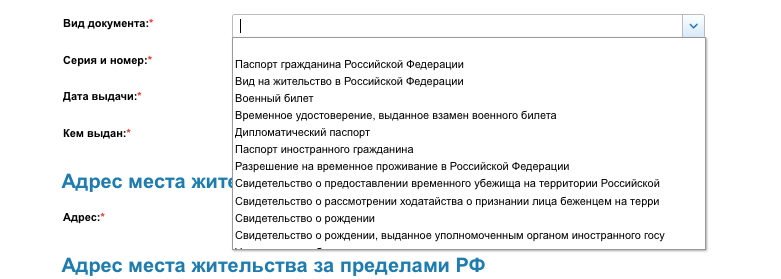 Вид документа:*
Паспорт гражданина Российской Федерации
Серия и номер:*
Вид на жительство в Российской Федерации
Дата выдачи:*
Военный билет
Временное удостоверение, выданное взамен военного билета
Кем выдан:*
Дипломатический паспорт
Паспорт иностранного гражданина
Разрешение на временное проживание в Российской Федерации
Адрес места жите
Свидетельство о предоставлении временного убежища на территории Российской
Свидетельство о рассмотрении ходатайства о признании лица беженцем на терри
Адрес:*
Свидетельство о рождении
Свидетельство о рождении, выданное уполномоченным органом иностранного госу
Адрес места жительства за пределами РФ